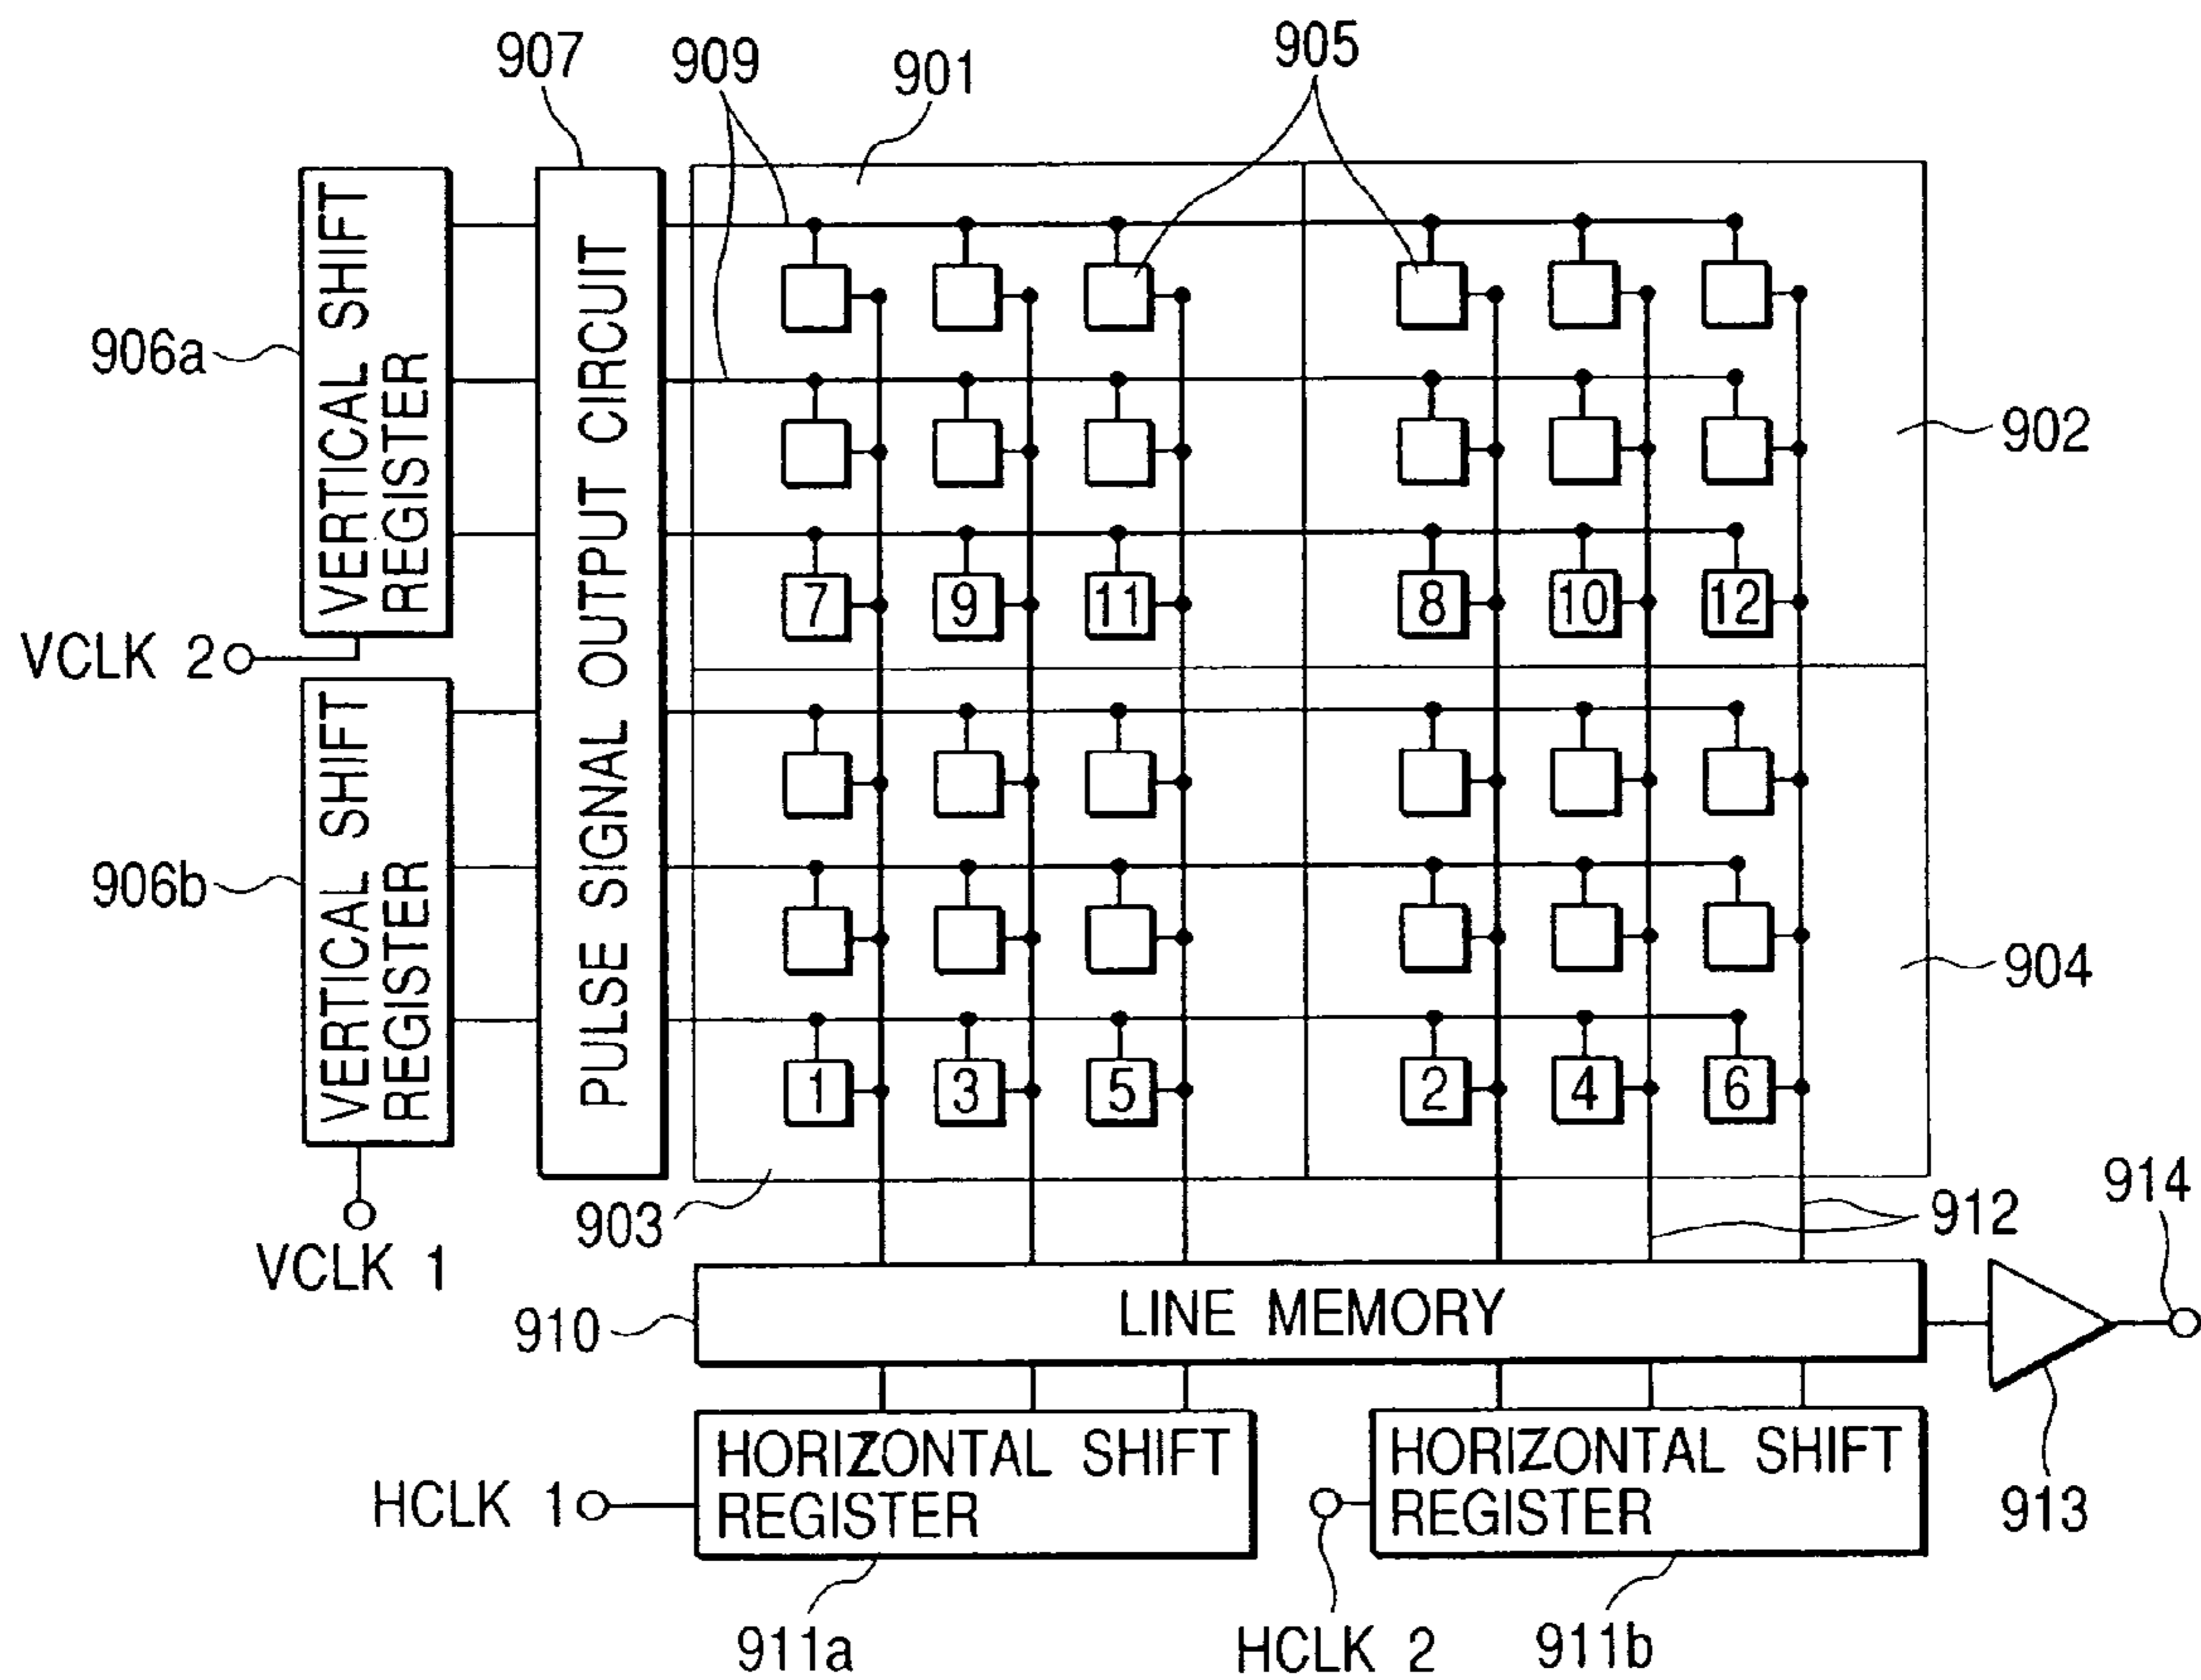 907
909
901
905
VERTICAL SHIFT
REGISTER
906a
VCLK 2
PULSE SIGNAL OUTPUT CIRCUIT
902
7
9
11
8
10
12
VERTICAL SHIFT
REGISTER
906b
VCLK 1
904
1
3
5
2
4
6
903
912
914
910
LINE MEMORY
913
HCLK 1
HORIZONTAL SHIFT
REGISTER
911a
HCLK 2
HORIZONTAL SHIFT
REGISTER
911b